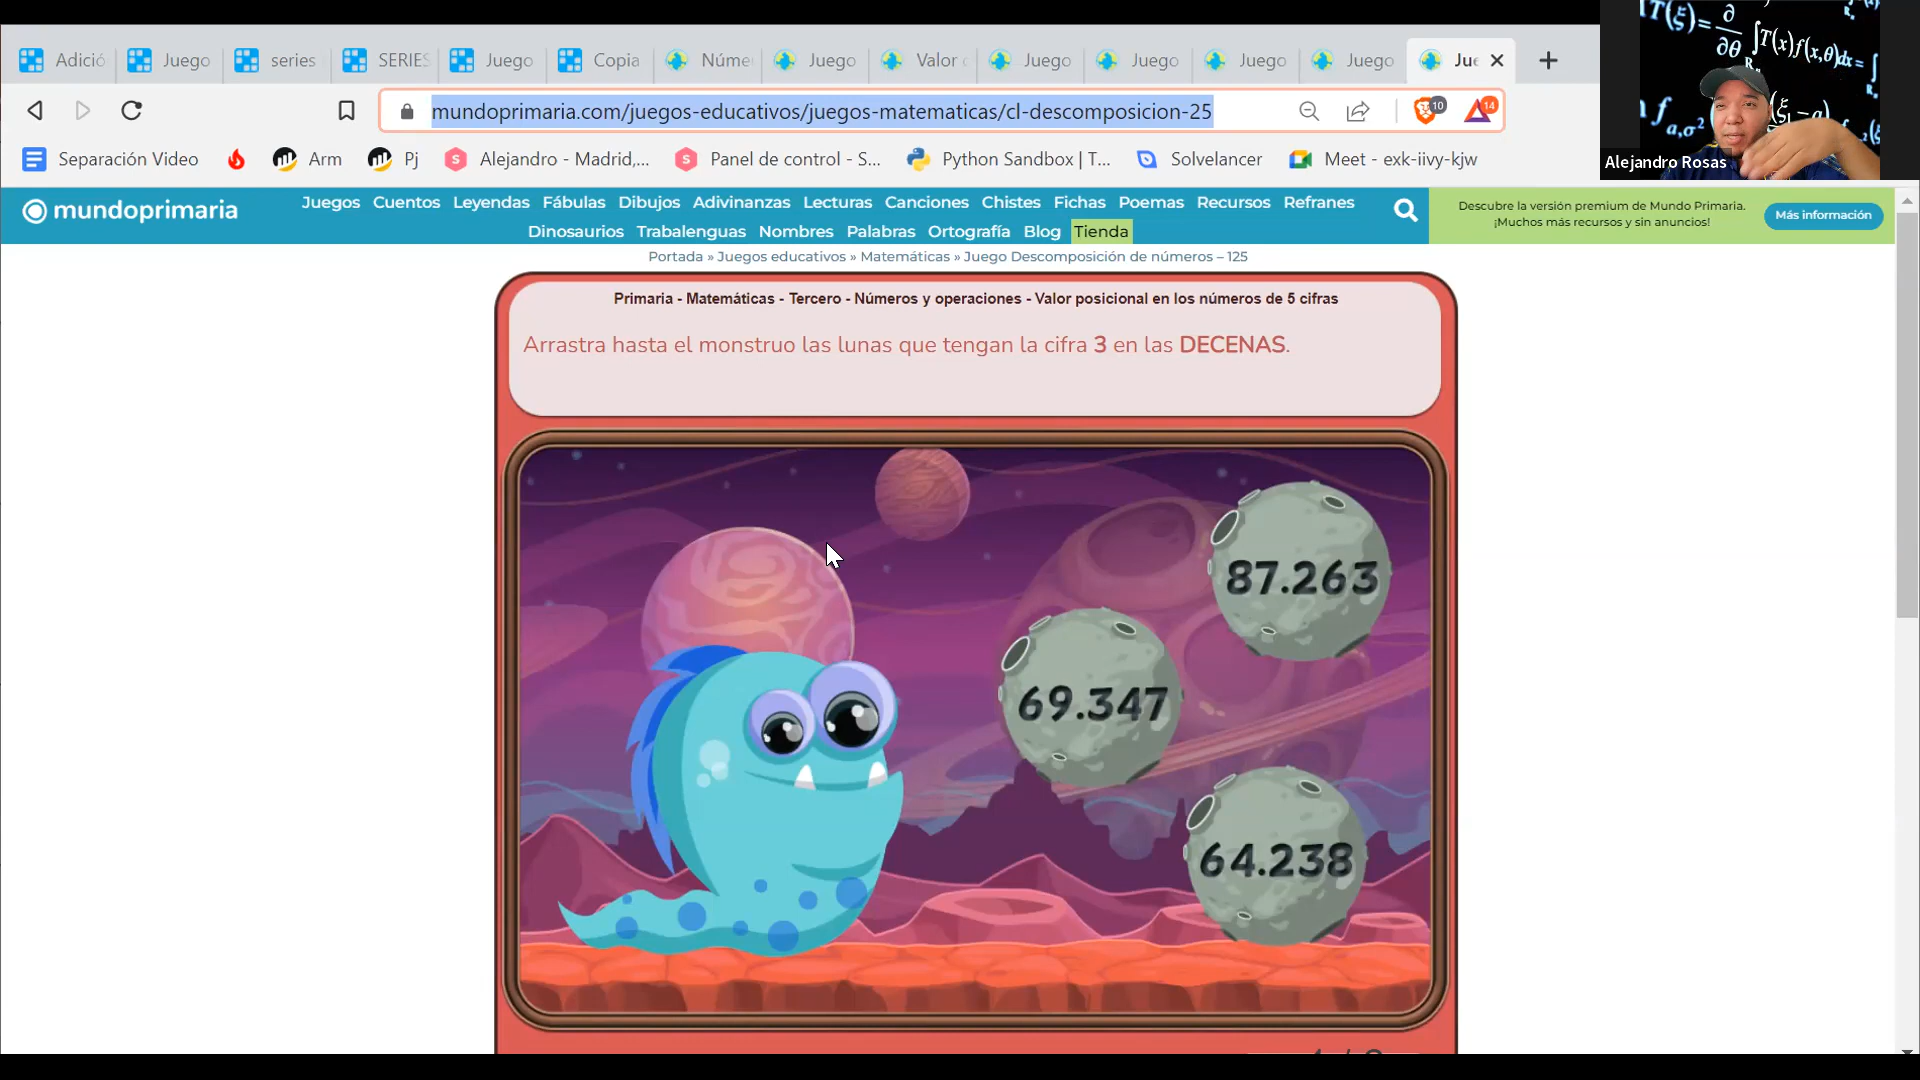 Adició
Juego
series
SERIES
Juego
Copia
Núme
Juego
Valor
Juego
Juego
Juego
Juego
Jue
mundoprimaria.com/juegos-educativos/juegos-matematicas/cl-descomposicion-25
10
14
Separación Video
Arm
Pj
Alejandro - Madrid,...
Panel de control - S...
Python Sandbox | T...
Solvelancer
Meet - exk-iivy-kjw
Alejandro Rosas
mundoprimaria
Juegos Cuentos Leyendas Fábulas Dibujos Adivinanzas Lecturas Canciones Chistes Fichas Poemas Recursos Refranes
Dinosaurios Trabalenguas Nombres Palabras Ortografía Blog Tienda
Descubre la versión premium de Mundo Primaria.
¡Muchos más recursos y sin anuncios!
Más información
Portada » Juegos educativos » Matemáticas » Juego Descomposición de números – 125
Primaria - Matemáticas - Tercero - Números y operaciones - Valor posicional en los números de 5 cifras
Arrastra hasta el monstruo las lunas que tengan la cifra 3 en las DECENAS.
87.263
69.347
64.238